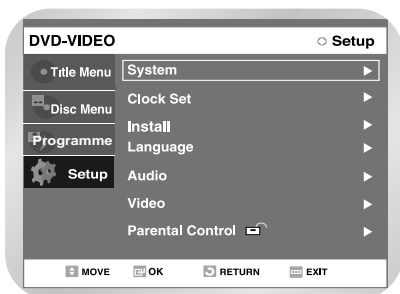 DVD-VIDEO
Setup
Title Menu
Disc Menu
Programme
Setup
System
Clock Set
Install
Language
Audio
Video
Parental Control
MOVE OK RETURN EXIT